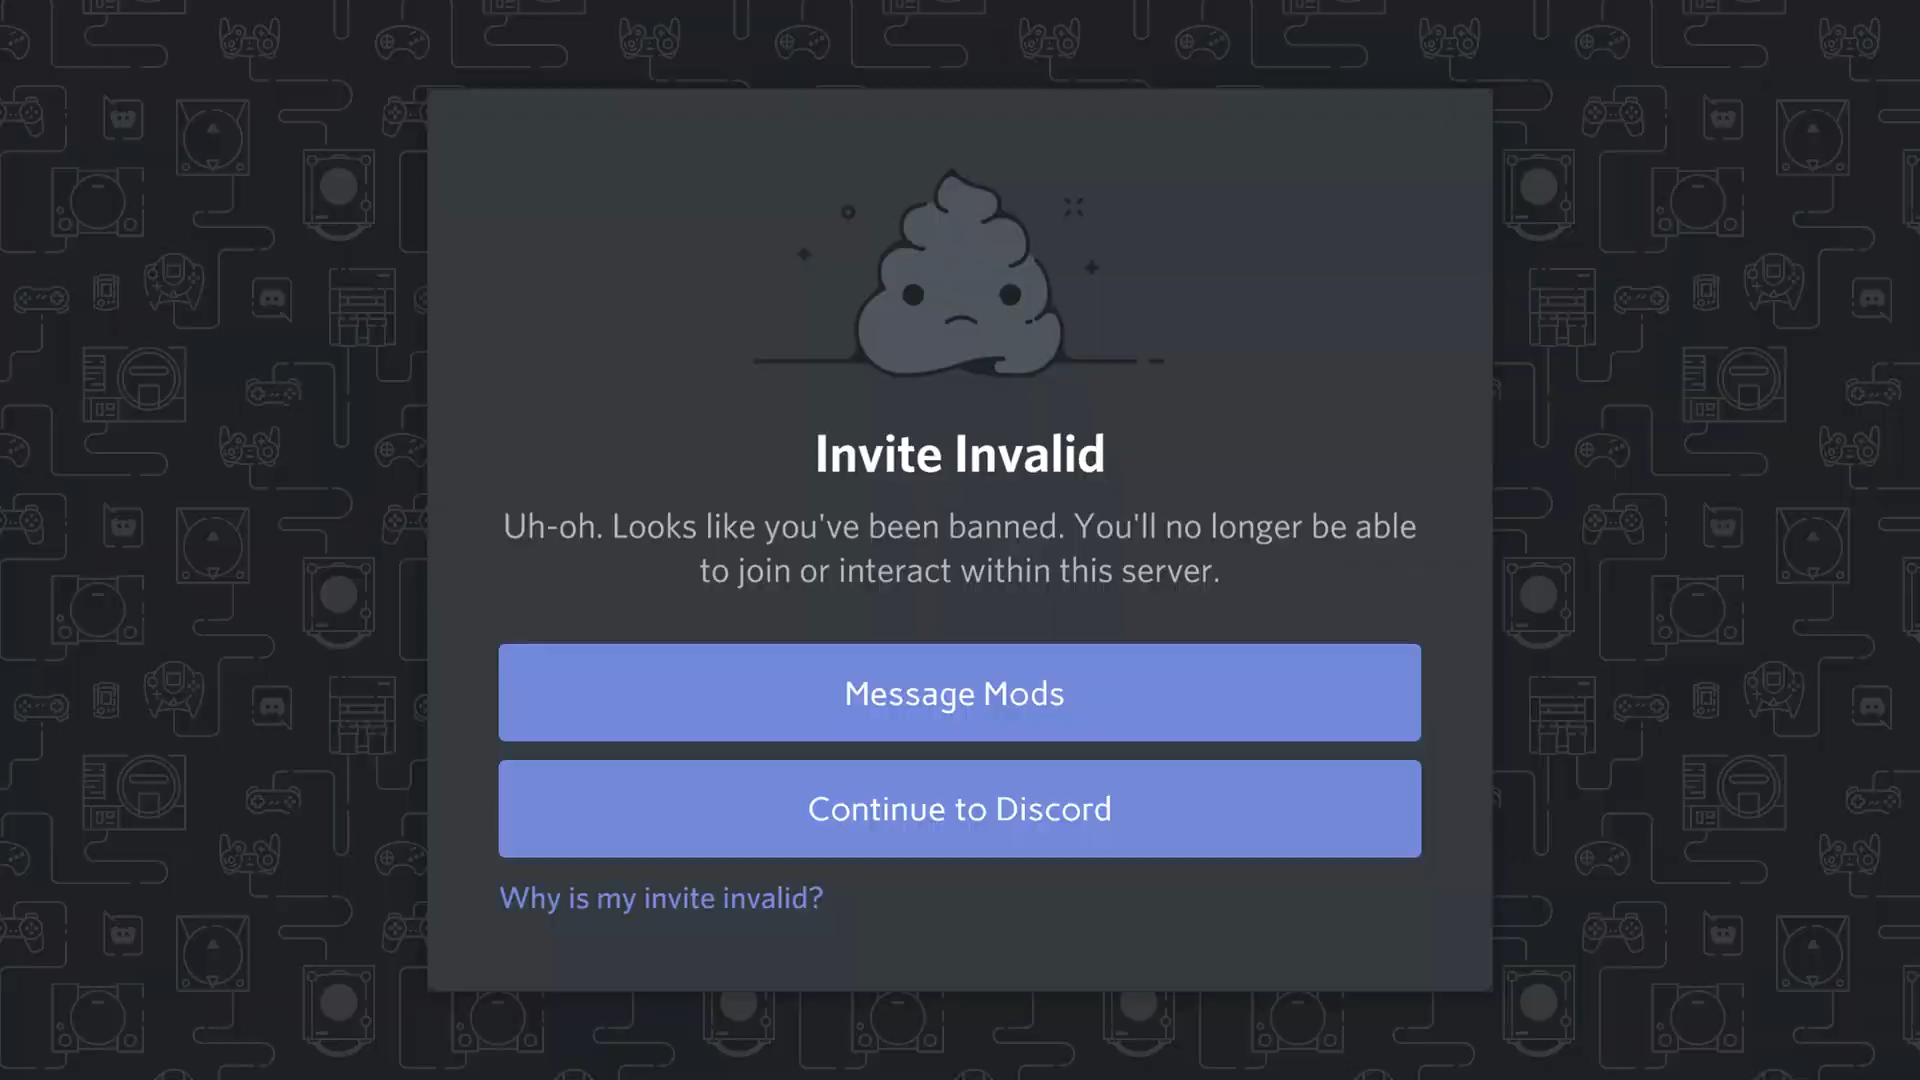 Invite Invalid
Uh-oh. Looks like you've been banned. You'll no longer be able
to join or interact within this server.
Message Mods
Continue to Discord
Why is my invite invalid?